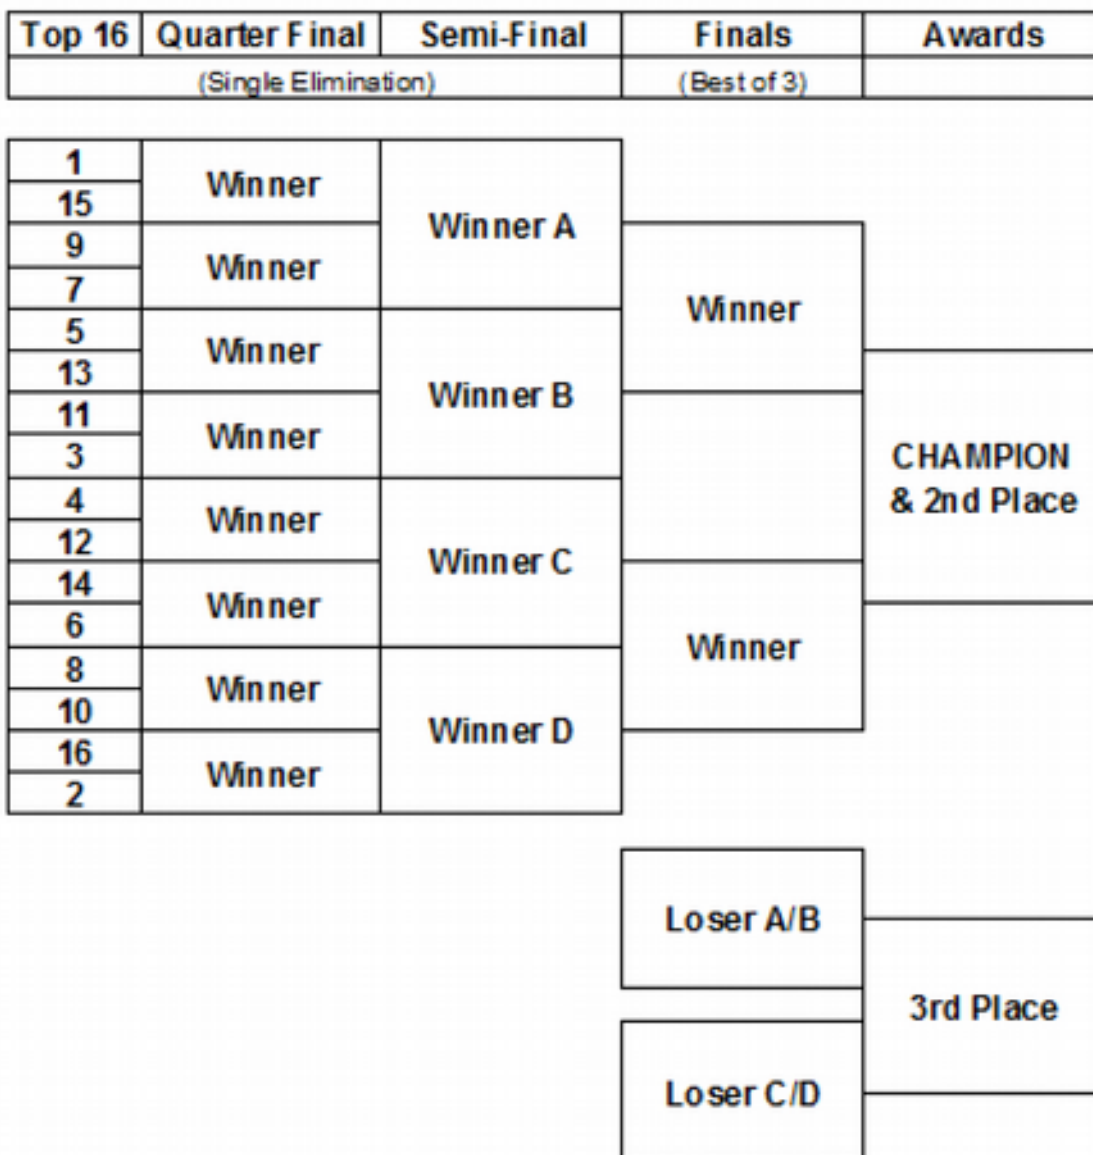 Top 16 Quarter Final Semi-Final Finals Awards
(Single Elimination) (Best of 3)
1
Winner
15
Winner A
9
Winner
7
Winner
5
Winner
13
Winner B
11
Winner
3
CHAMPION
& 2nd Place
4
Winner
12
Winner C
14
Winner
6
Winner
8
Winner
10
Winner D
16
Winner
2
Loser A/B
3rd Place
Loser C/D